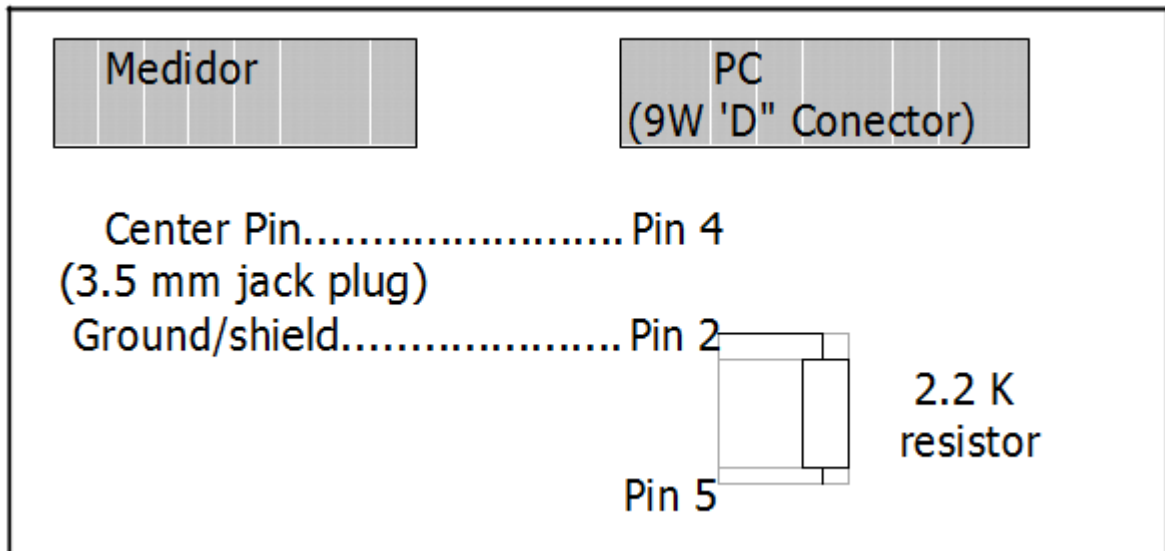 Medidor
PC
(9W 'D" Conector)
Center Pin........................ Pin 4
(3.5 mm jack plug)
Ground/shield...................... Pin 2
2.2 K
resistor
Pin 5